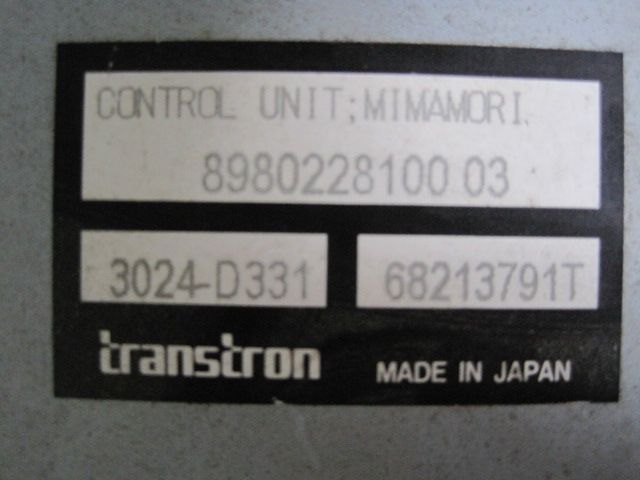 CONTROL UNIT;MIMAMORI.
8980228100 03
3024-D331
68213791T
transtron
MADE IN JAPAN